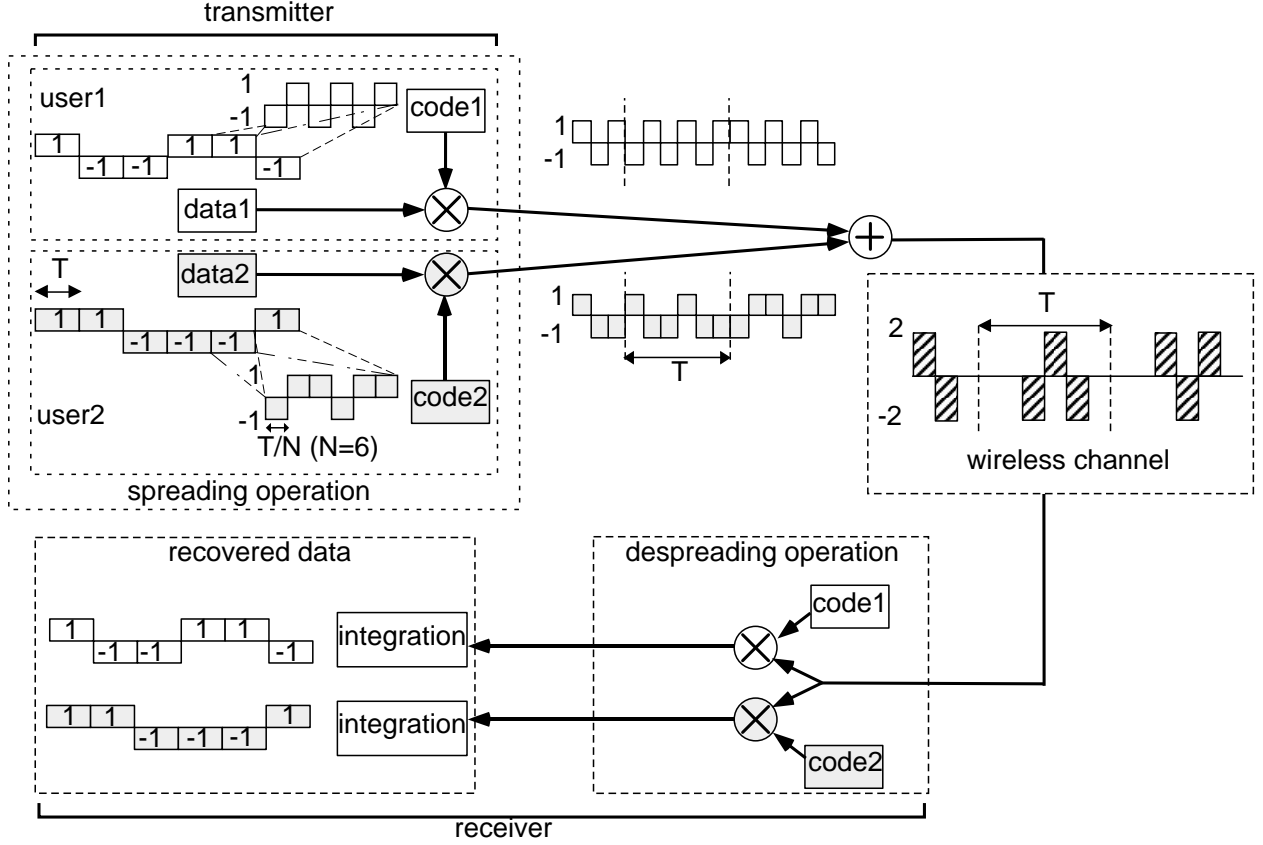 transmitter
user1
1
-1
code1
1 -1 -1 1 1 -1
data1
1
-1
data2
T
1 1 -1 -1 -1 1
1
-1
code2
user2
T/N (N=6)
spreading operation
1
-1
T
T
2
-2
wireless channel
recovered data
despreading operation
1 -1 -1 1 1 -1
integration
code1
1 1 -1 -1 -1 1
integration
code2
receiver